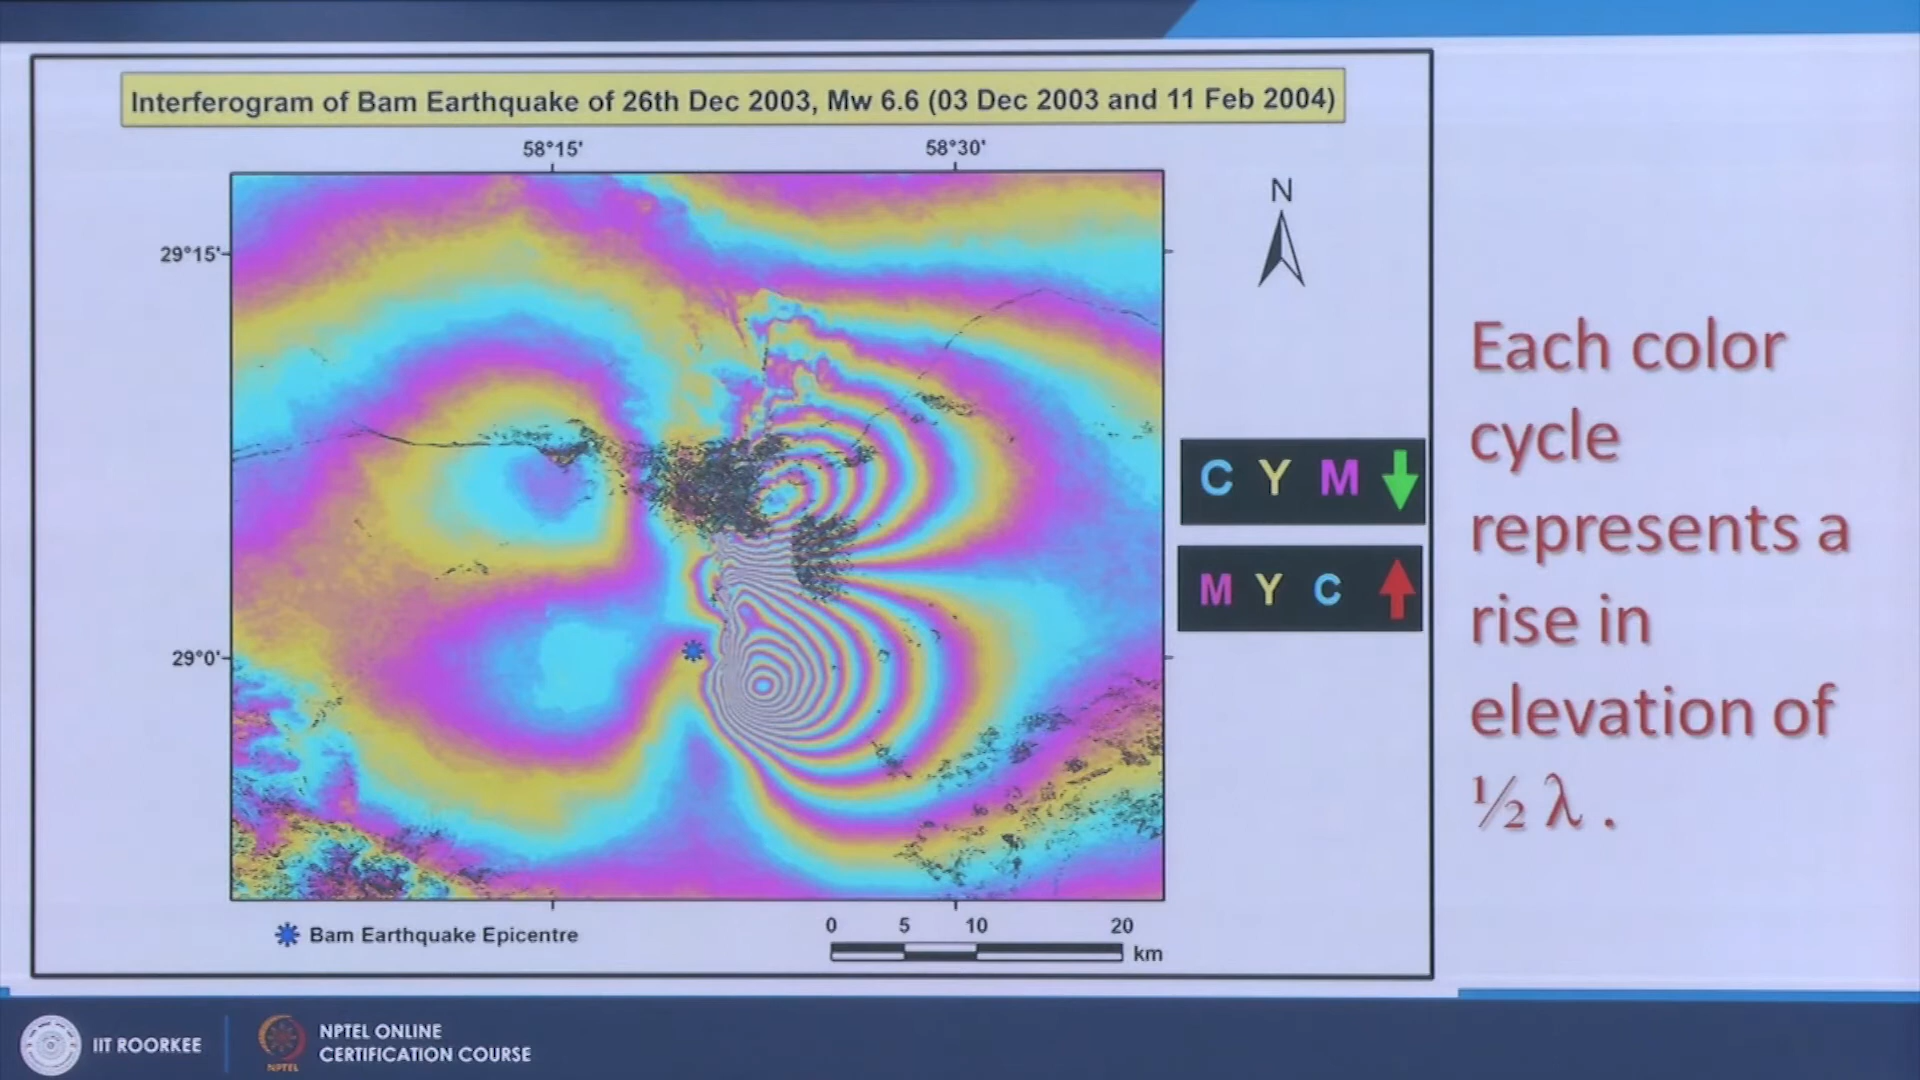 Interferogram of Bam Earthquake of 26th Dec 2003, Mw 6.6 (03 Dec 2003 and 11 Feb 2004)
58°15' 58°30'
N
29°15'
29°0'
C Y M
M Y C
Bam Earthquake Epicentre
0 5 10 20
km
Each color
cycle
represents a
rise in
elevation of
½ λ .
IIT ROORKEE
NPTEL
NPTEL ONLINE
CERTIFICATION COURSE